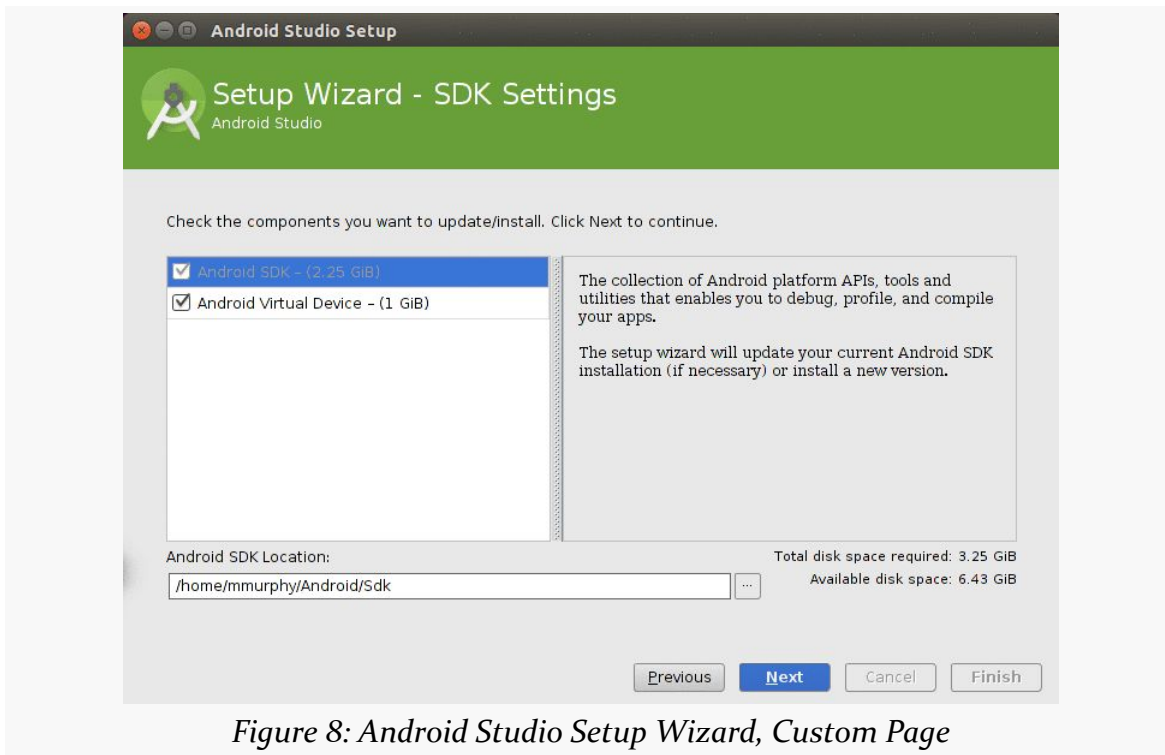 Android Studio Setup
Setup Wizard - SDK Settings
Android Studio
Check the components you want to update/install. Click Next to continue.
Android SDK – (2.25 GiB)
Android Virtual Device – (1 GiB)
The collection of Android platform APIs, tools and
utilities that enables you to debug, profile, and compile
your apps.
The setup wizard will update your current Android SDK
installation (if necessary) or install a new version.
Android SDK Location:
/home/mmurphy/Android/Sdk
...
Total disk space required: 3.25 GiB
Available disk space: 6.43 GiB
Previous
Next
Cancel
Finish
Figure 8: Android Studio Setup Wizard, Custom Page